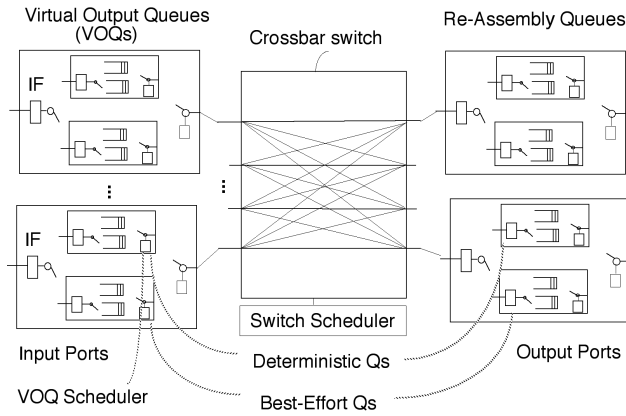 Virtual Output Queues
(VOQs)
Crossbar switch
Re-Assembly Queues
IF
IF
Switch Scheduler
Input Ports
Deterministic Qs
Output Ports
VOQ Scheduler
Best-Effort Qs